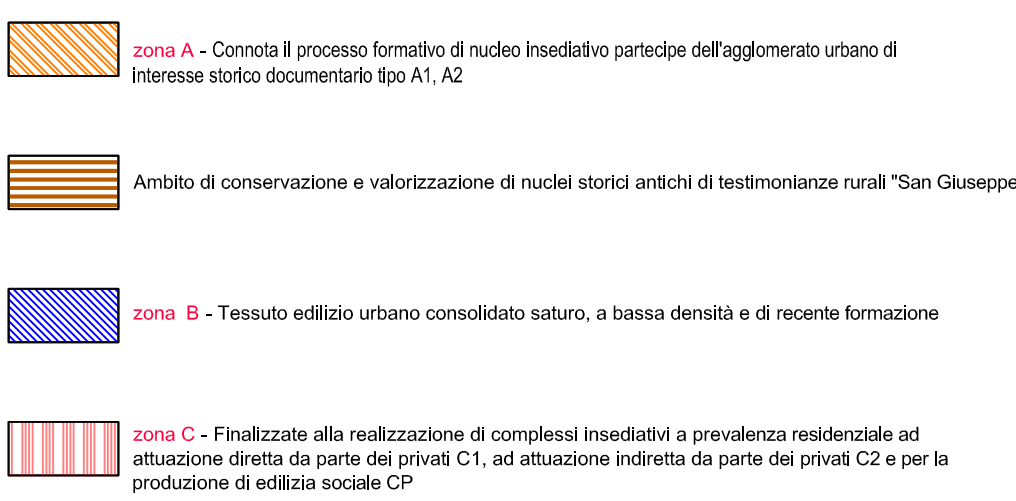 zona A - Connota il processo formativo di nucleo insediativo partecipe dell'agglomerato urbano di
interesse storico documentario tipo A1, A2
Ambito di conservazione e valorizzazione di nuclei storici antichi di testimonianze rurali "San Giuseppe
zona B - Tessuto edilizio urbano consolidato saturo, a bassa densità e di recente formazione
zona C - Finalizzate alla realizzazione di complessi insediativi a prevalenza residenziale ad
attuazione diretta da parte dei privati C1, ad attuazione indiretta da parte dei privati C2 e per la
produzione di edilizia sociale CP